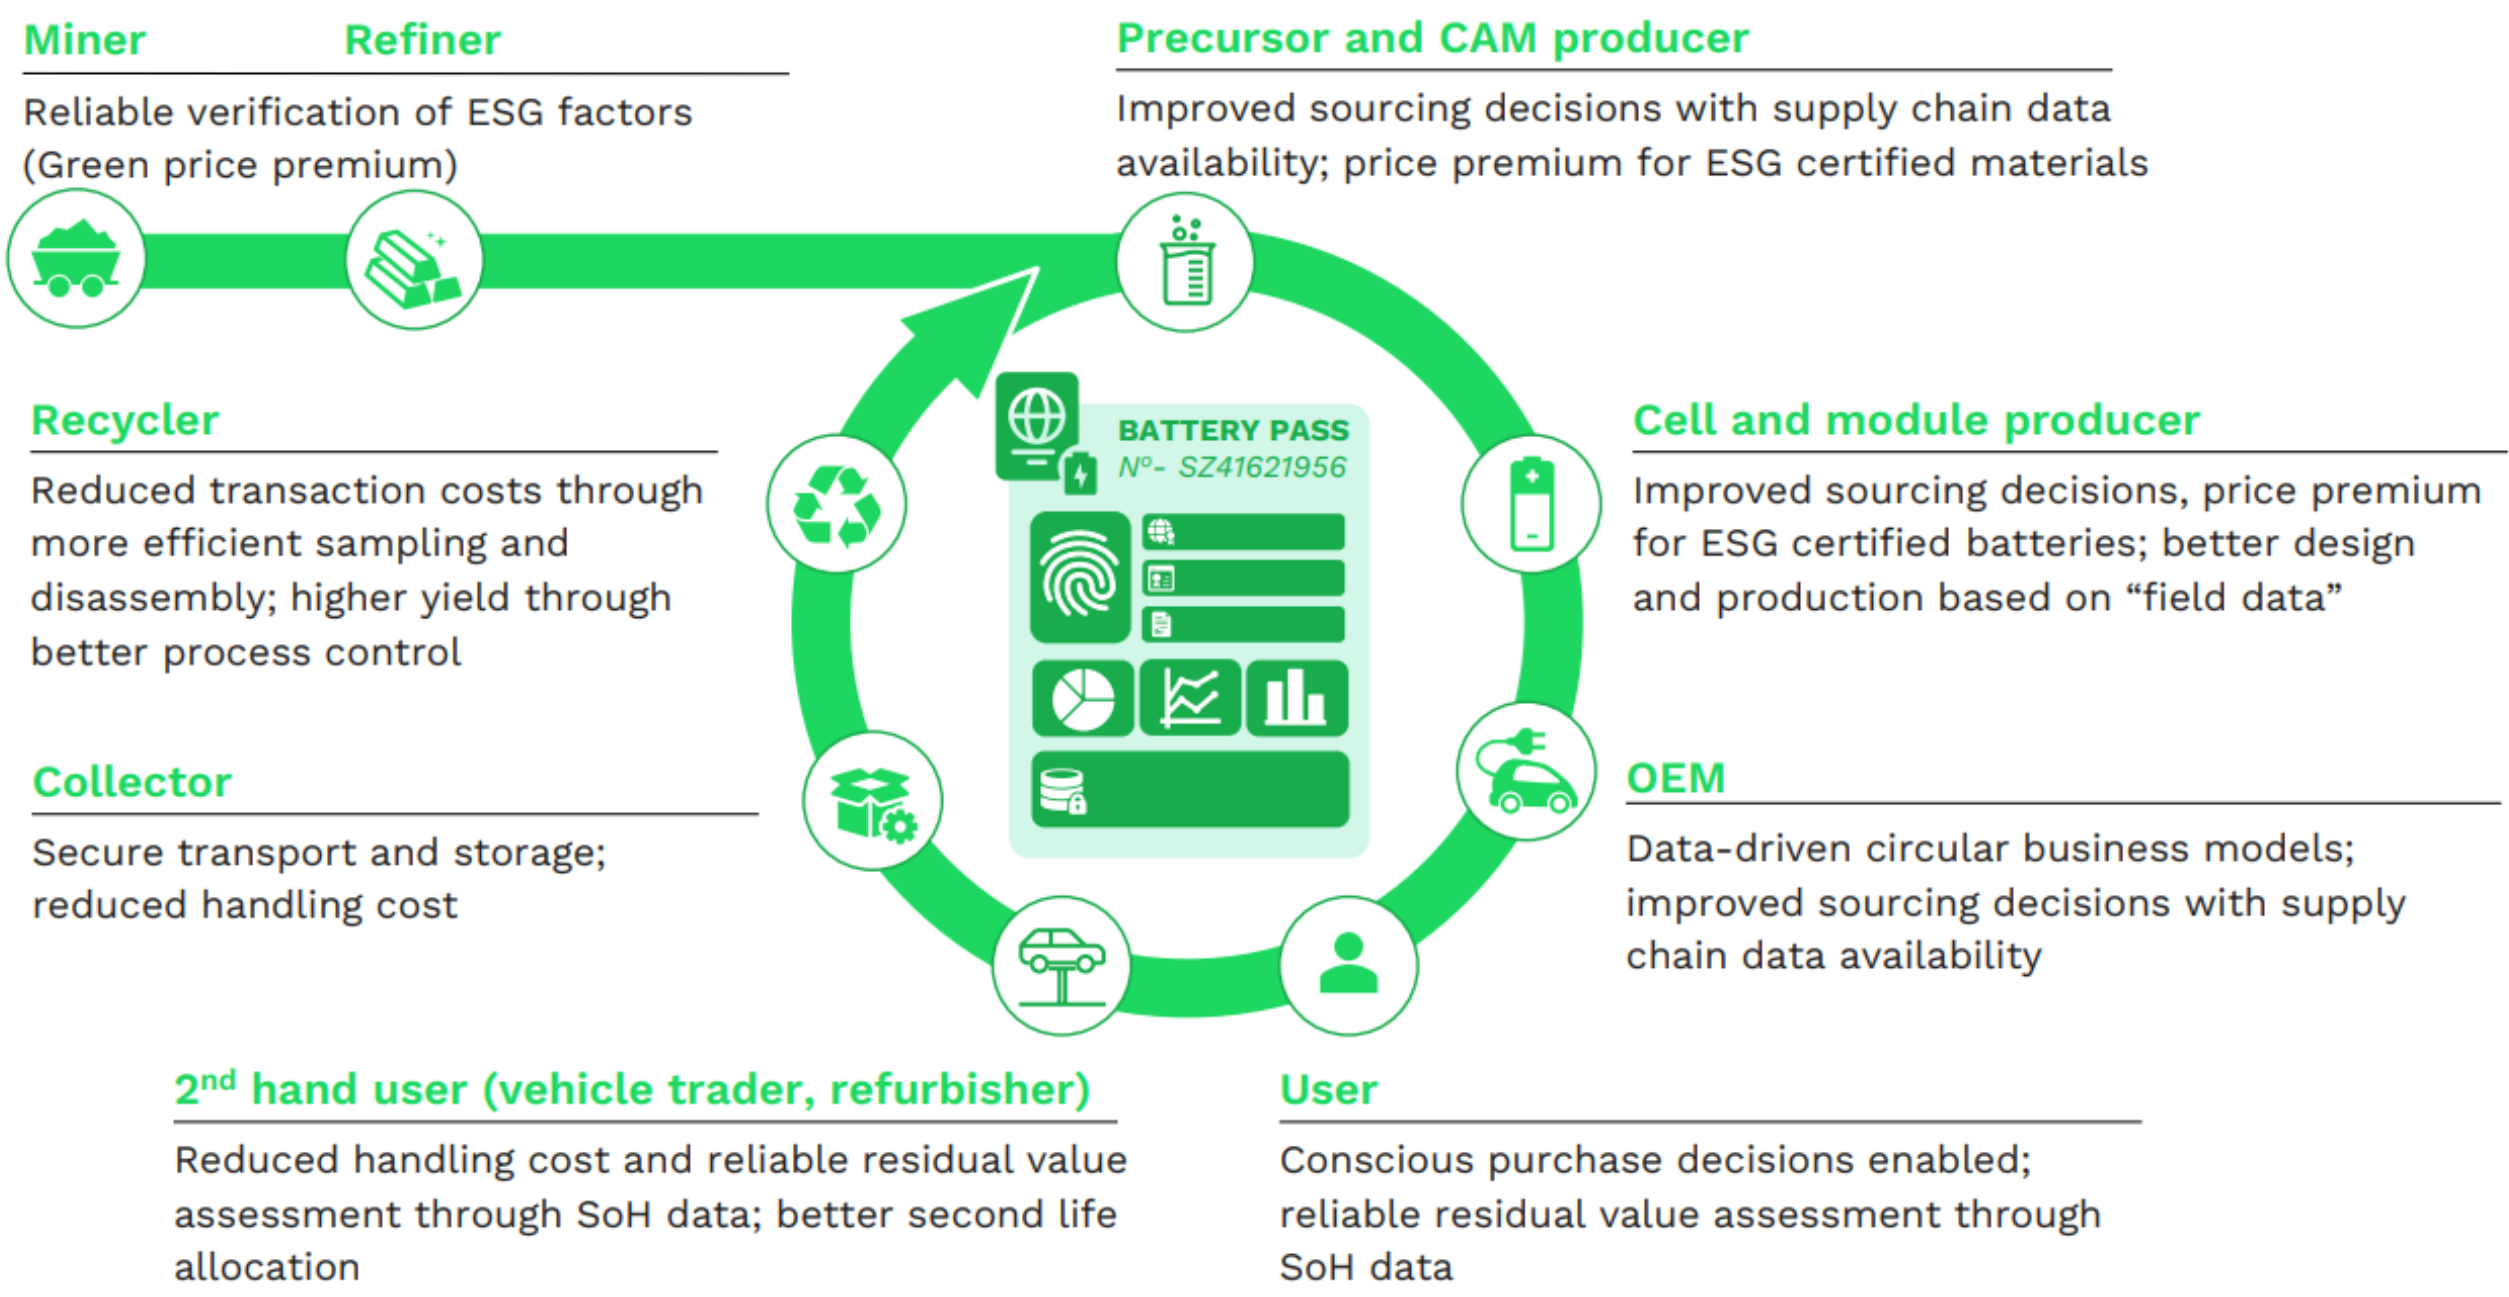 Miner Refiner
Reliable verification of ESG factors
(Green price premium)
Precursor and CAM producer
Improved sourcing decisions with supply chain data
availability; price premium for ESG certified materials
Recycler
Reduced transaction costs through
more efficient sampling and
disassembly; higher yield through
better process control
BATTERY PASS
Nº- SZ41621956
Cell and module producer
Improved sourcing decisions, price premium
for ESG certified batteries; better design
and production based on “field data”
Collector
Secure transport and storage;
reduced handling cost
OEM
Data-driven circular business models;
improved sourcing decisions with supply
chain data availability
2nd hand user (vehicle trader, refurbisher)
Reduced handling cost and reliable residual value
assessment through SoH data; better second life
allocation
User
Conscious purchase decisions enabled;
reliable residual value assessment through
SoH data